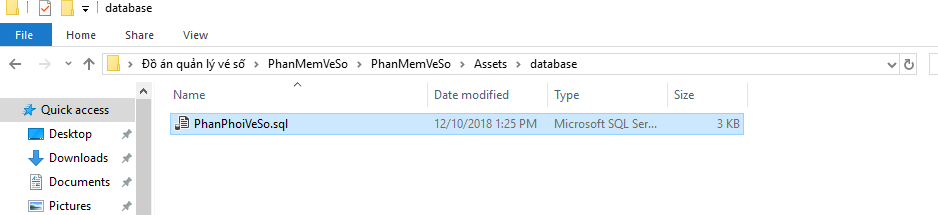 database
File Home Share View
Đồ án quản lý vé số PhanMemVeSo PhanMemVeSo Assets database
Name Date modified Type Size
Quick access
PhanPhoiVeSo.sql 12/10/2018 1:25 PM Microsoft SQL Ser... 3 KB
Desktop
Downloads
Documents
Pictures